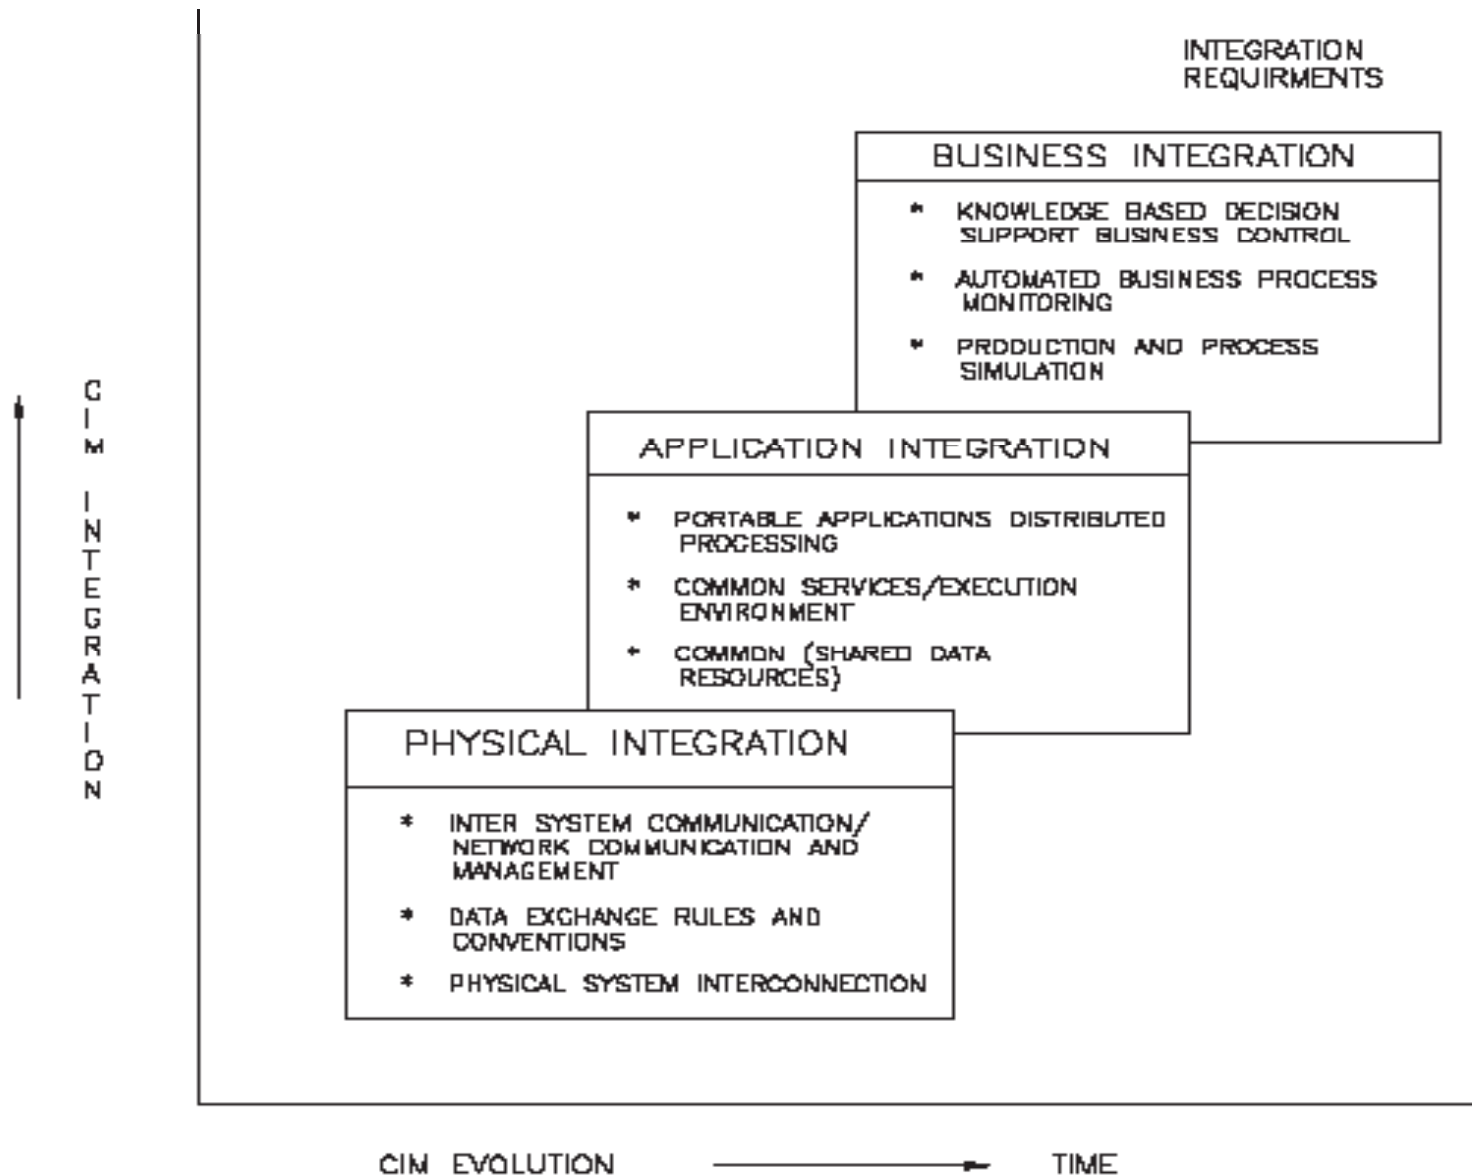 INTEGRATION
REQUIRMENTS
BUSINESS INTEGRATION
* KNOWLEDGE BASED DECISION
SUPPORT BUSINESS CONTROL
* AUTOMATED BUSINESS PROCESS
MONITORING
* PRODUCTION AND PROCESS
SIMULATION
APPLICATION INTEGRATION
* PORTABLE APPLICATIONS DISTRIBUTED
PROCESSING
* COMMON SERVICES/EXECUTION
ENVIRONMENT
* COMMON (SHARED DATA
RESOURCES)
PHYSICAL INTEGRATION
* INTER SYSTEM COMMUNICATION/
NETWORK COMMUNICATION AND
MANAGEMENT
* DATA EXCHANGE RULES AND
CONVENTIONS
* PHYSICAL SYSTEM INTERCONNECTION
CIM INTEGRATION
CIM EVOLUTION TIME